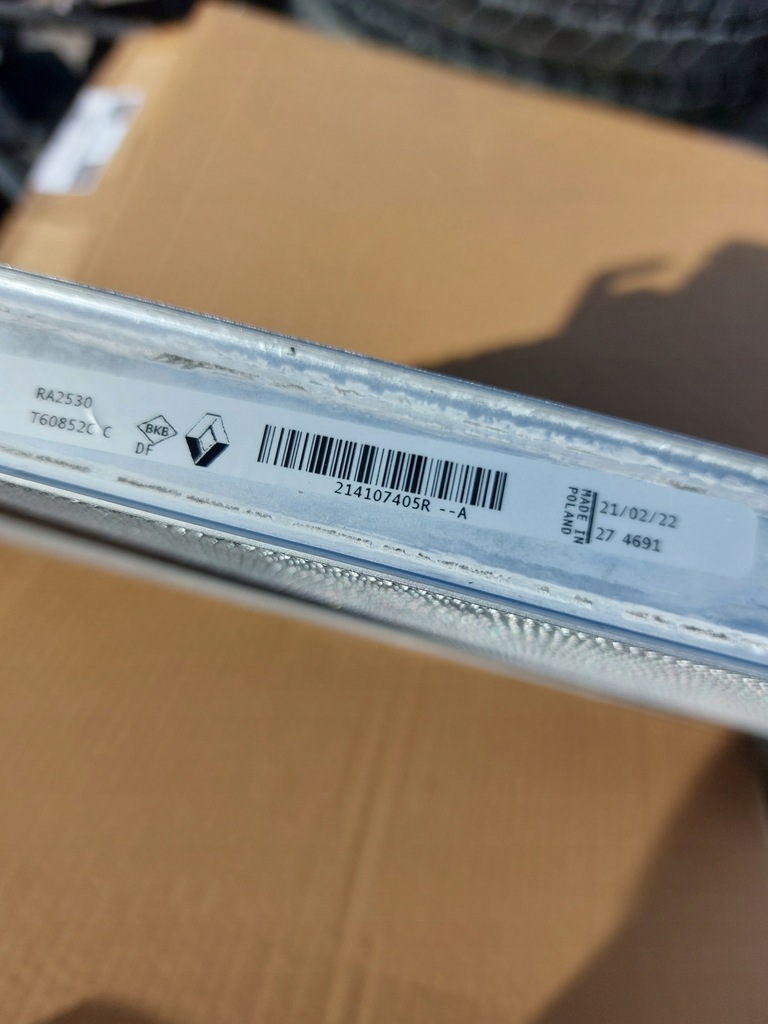 RA2530
T60852C C
BKB
DF
214107405R --A
MADE IN
POLAND
21/02/22
27 4691